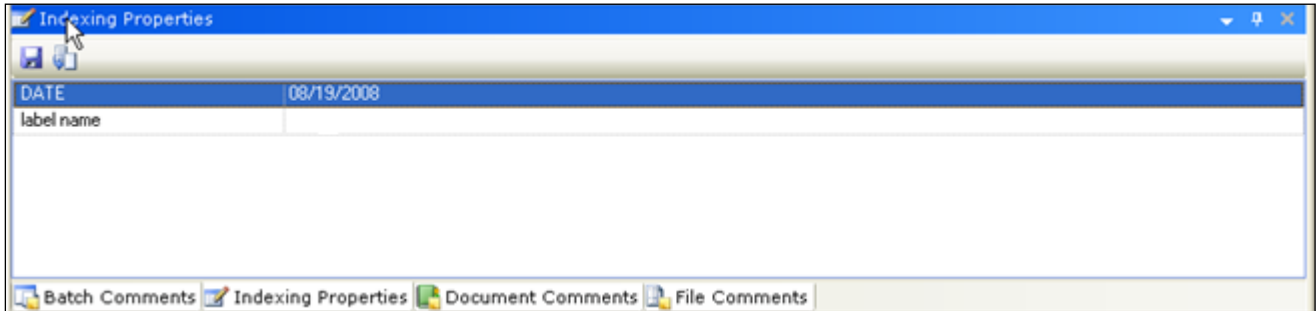 Indexing Properties
DATE 08/19/2008
label name
Batch Comments Indexing Properties Document Comments File Comments